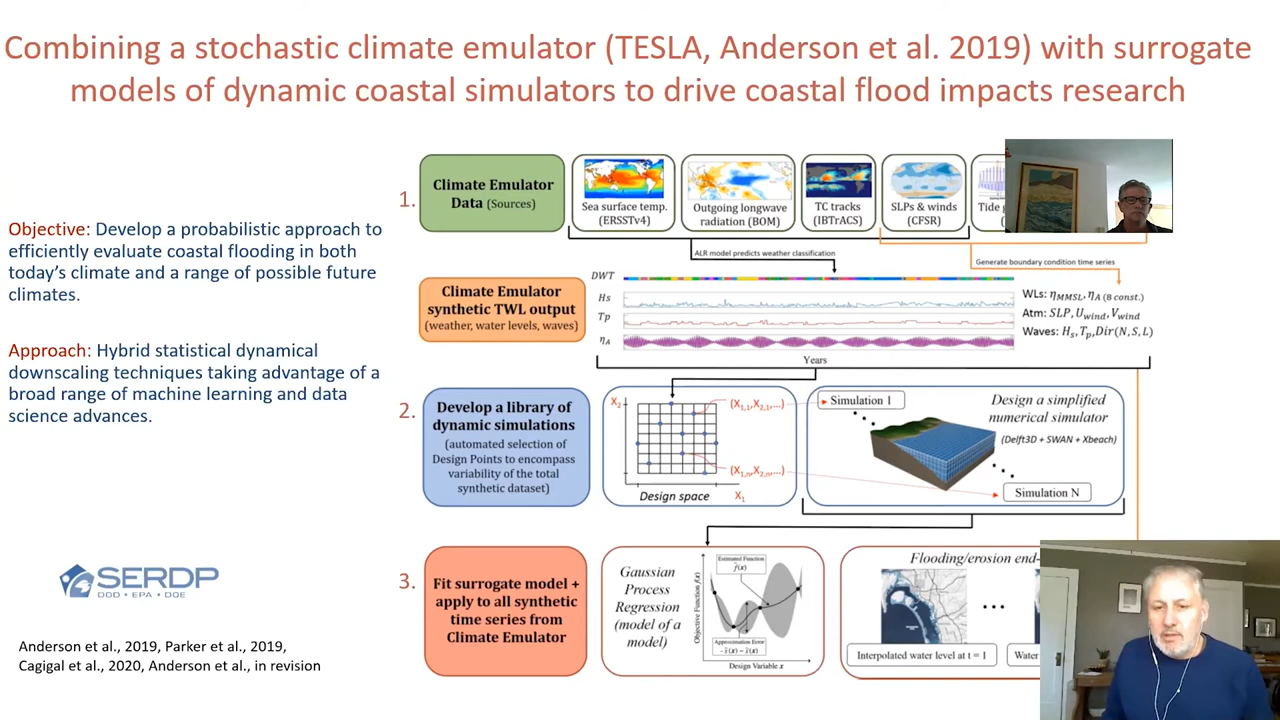 Combining a stochastic climate emulator (TESLA, Anderson et al. 2019) with surrogate
models of dynamic coastal simulators to drive coastal flood impacts research
Objective: Develop a probabilistic approach to
efficiently evaluate coastal flooding in both
today's climate and a range of possible future
climates.
Approach: Hybrid statistical dynamical
downscaling techniques taking advantage of a
broad range of machine learning and data
science advances.
SERDP
DOD • EPA • DOE
Anderson et al., 2019, Parker et al., 2019,
Cagigal et al., 2020, Anderson et al., in revision
1.
Climate Emulator
Data (Sources)
Sea surface temp.
(ERSSTv4)
Outgoing longwave
radiation (BOM)
TC tracks
(IBTrACS)
SLPs & winds
(CFSR)
Tide
ALR model predicts weather classification
Generate boundary condition time series
Climate Emulator
synthetic TWL output
(weather, water levels, waves)
DWT
Hs
Tp
ηA
Years
WLs: ηMMSL, ηA (B const.)
Atm: SLP, Uwind, Vwind
Waves: Hs, Tp, Dir(N, S, L)
2.
Develop a library of
dynamic simulations
(automated selection of
Design Points to encompass
variability of the total
synthetic dataset)
X2
(X1,1,X2,1,...)
(X1,n,X2,n,...)
Design space
X1
Simulation 1
Design a simplified
numerical simulator
(Delft3D + SWAN + Xbeach)
Simulation N
3.
Fit surrogate model +
apply to all synthetic
time series from
Climate Emulator
Gaussian
Process
Regression
(model of a
model)
Objective Function f(x)
Estimated Function
Approximation Error
Design Variable x
Flooding/erosion end-
...
Interpolated water level at t = 1
Water